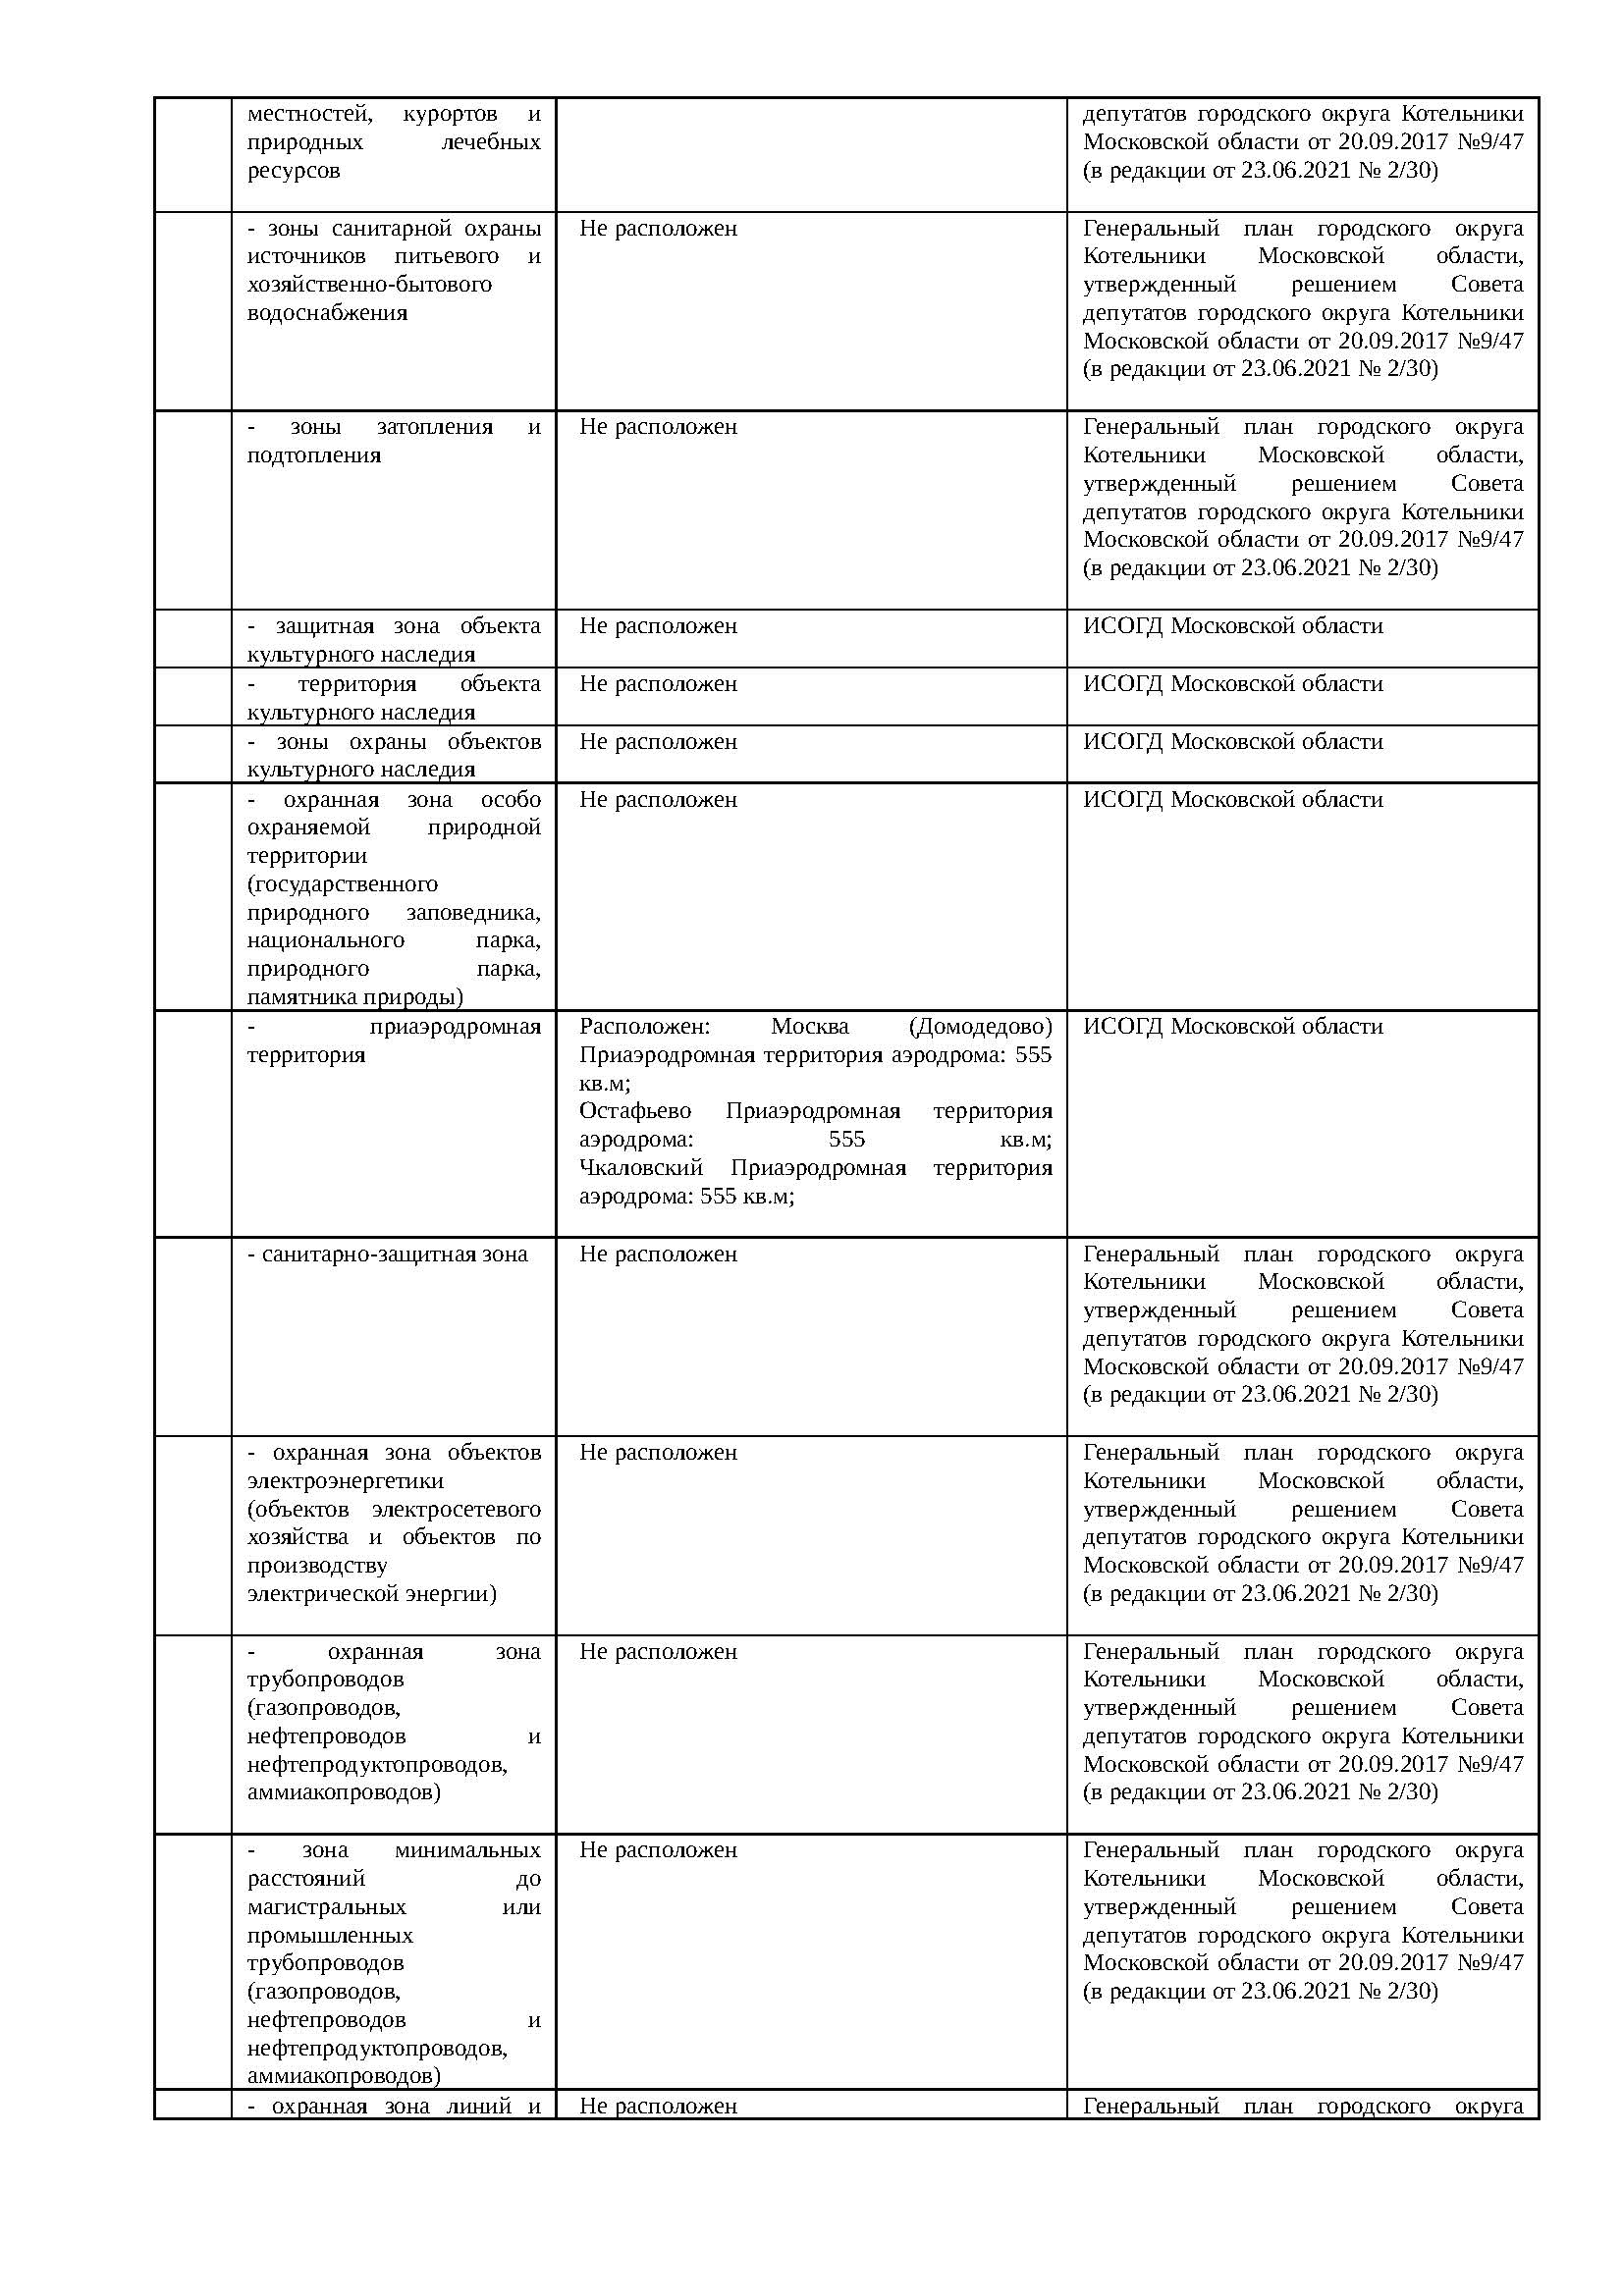 местностей, курортов и
природных лечебных
ресурсов
депутатов городского округа Котельники
Московской области от 20.09.2017 №9/47
(в редакции от 23.06.2021 № 2/30)
- зоны санитарной охраны
источников питьевого и
хозяйственно-бытового
водоснабжения
Не расположен
Генеральный план городского округа
Котельники Московской области,
утвержденный решением Совета
депутатов городского округа Котельники
Московской области от 20.09.2017 №9/47
(в редакции от 23.06.2021 № 2/30)
- зоны затопления и
подтопления
Не расположен
Генеральный план городского округа
Котельники Московской области,
утвержденный решением Совета
депутатов городского округа Котельники
Московской области от 20.09.2017 №9/47
(в редакции от 23.06.2021 № 2/30)
- защитная зона объекта
культурного наследия
Не расположен
ИСОГД Московской области
- территория объекта
культурного наследия
Не расположен
ИСОГД Московской области
- зоны охраны объектов
культурного наследия
Не расположен
ИСОГД Московской области
- охранная зона особо
охраняемой природной
территории
(государственного
природного заповедника,
национального парка,
природного парка,
памятника природы)
Не расположен
ИСОГД Московской области
- приаэродромная
территория
Расположен: Москва (Домодедово)
Приаэродромная территория аэродрома: 555
кв.м;
Остафьево Приаэродромная территория
аэродрома: 555 кв.м;
Чкаловский Приаэродромная территория
аэродрома: 555 кв.м;
ИСОГД Московской области
- санитарно-защитная зона
Не расположен
Генеральный план городского округа
Котельники Московской области,
утвержденный решением Совета
депутатов городского округа Котельники
Московской области от 20.09.2017 №9/47
(в редакции от 23.06.2021 № 2/30)
- охранная зона объектов
электроэнергетики
(объектов электросетевого
хозяйства и объектов по
производству
электрической энергии)
Не расположен
Генеральный план городского округа
Котельники Московской области,
утвержденный решением Совета
депутатов городского округа Котельники
Московской области от 20.09.2017 №9/47
(в редакции от 23.06.2021 № 2/30)
- охранная зона
трубопроводов
(газопроводов,
нефтепроводов и
нефтепродуктопроводов,
аммиакопроводов)
Не расположен
Генеральный план городского округа
Котельники Московской области,
утвержденный решением Совета
депутатов городского округа Котельники
Московской области от 20.09.2017 №9/47
(в редакции от 23.06.2021 № 2/30)
- зона минимальных
расстояний до
магистральных или
промышленных
трубопроводов
(газопроводов,
нефтепроводов и
нефтепродуктопроводов,
аммиакопроводов)
Не расположен
Генеральный план городского округа
Котельники Московской области,
утвержденный решением Совета
депутатов городского округа Котельники
Московской области от 20.09.2017 №9/47
(в редакции от 23.06.2021 № 2/30)
- охранная зона линий и
Не расположен
Генеральный план городского округа